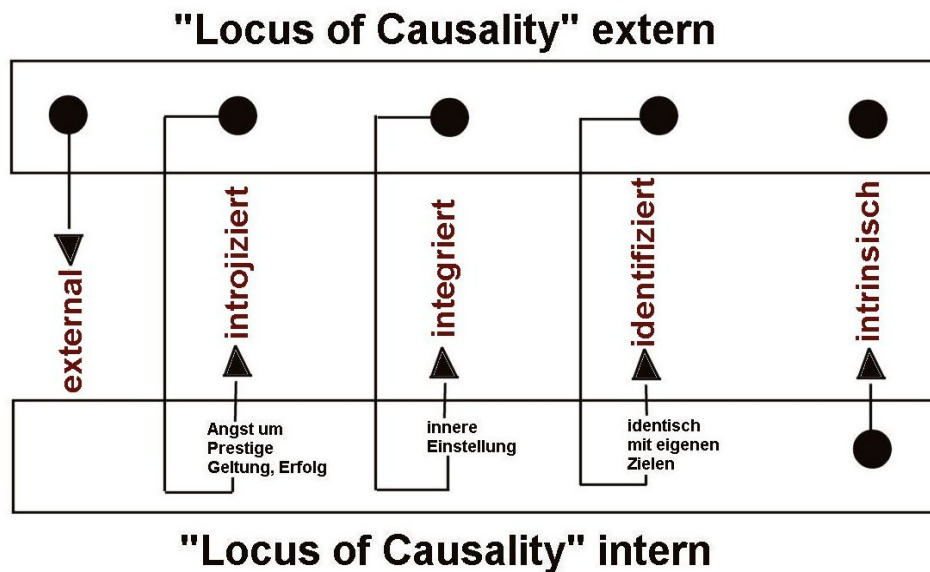 "Locus of Causality" extern
external
introjiziert
integriert
identifiziert
intrinsisch
Angst um
Prestige
Geltung, Erfolg
innere
Einstellung
identisch
mit eigenen
Zielen
"Locus of Causality" intern